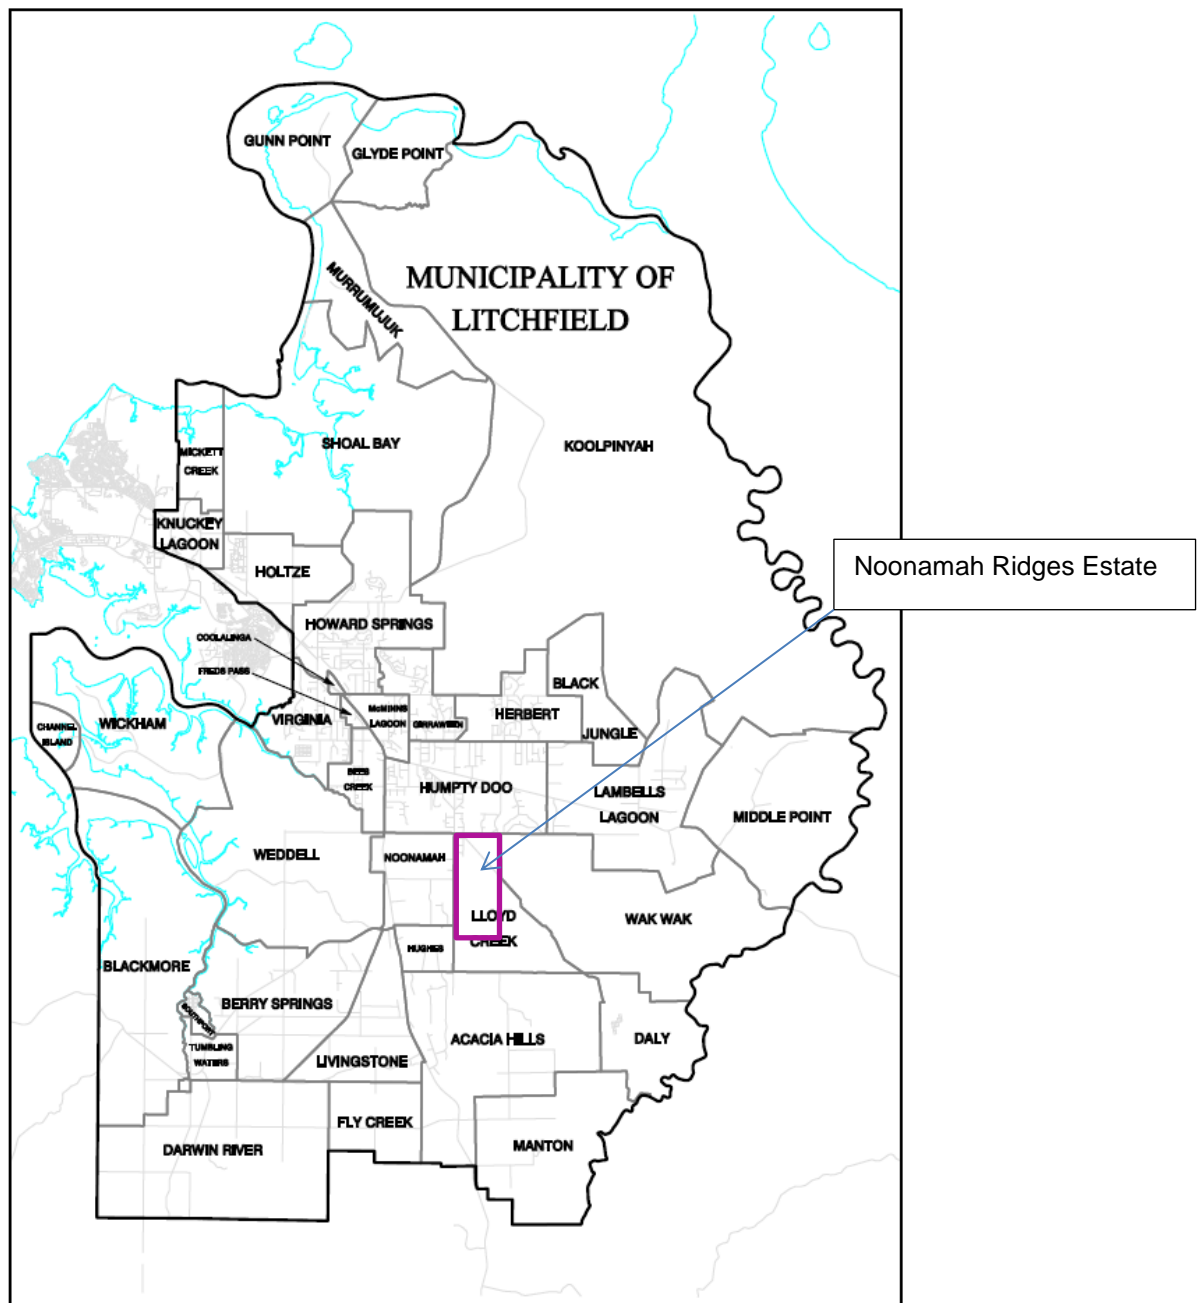 GUNN POINT
GLYDE POINT
MURRUMUJUK
MUNICIPALITY OF
LITCHFIELD
SHOAL BAY
KOOLPINYAH
MICKETT
CREEK
KNUCKEY
LAGOON
HOLTZE
Noonamah Ridges Estate
HOWARD SPRINGS
COOLALINGA
FREDS PASS
BLACK
JUNGLE
WICKHAM
CHANNEL
ISLAND
VIRGINIA
McMINNS
LAGOON
GIRRAWEEN
HERBERT
BEES
CREEK
HUMPTY DOO
LAMBELLS
LAGOON
MIDDLE POINT
WEDDELL
NOONAMAH
LLOYD
CREEK
WAK WAK
HUGHES
BLACKMORE
BERRY SPRINGS
SOUTHPORT
TUMBLING
WATERS
LIVINGSTONE
ACACIA HILLS
DALY
FLY CREEK
DARWIN RIVER
MANTON